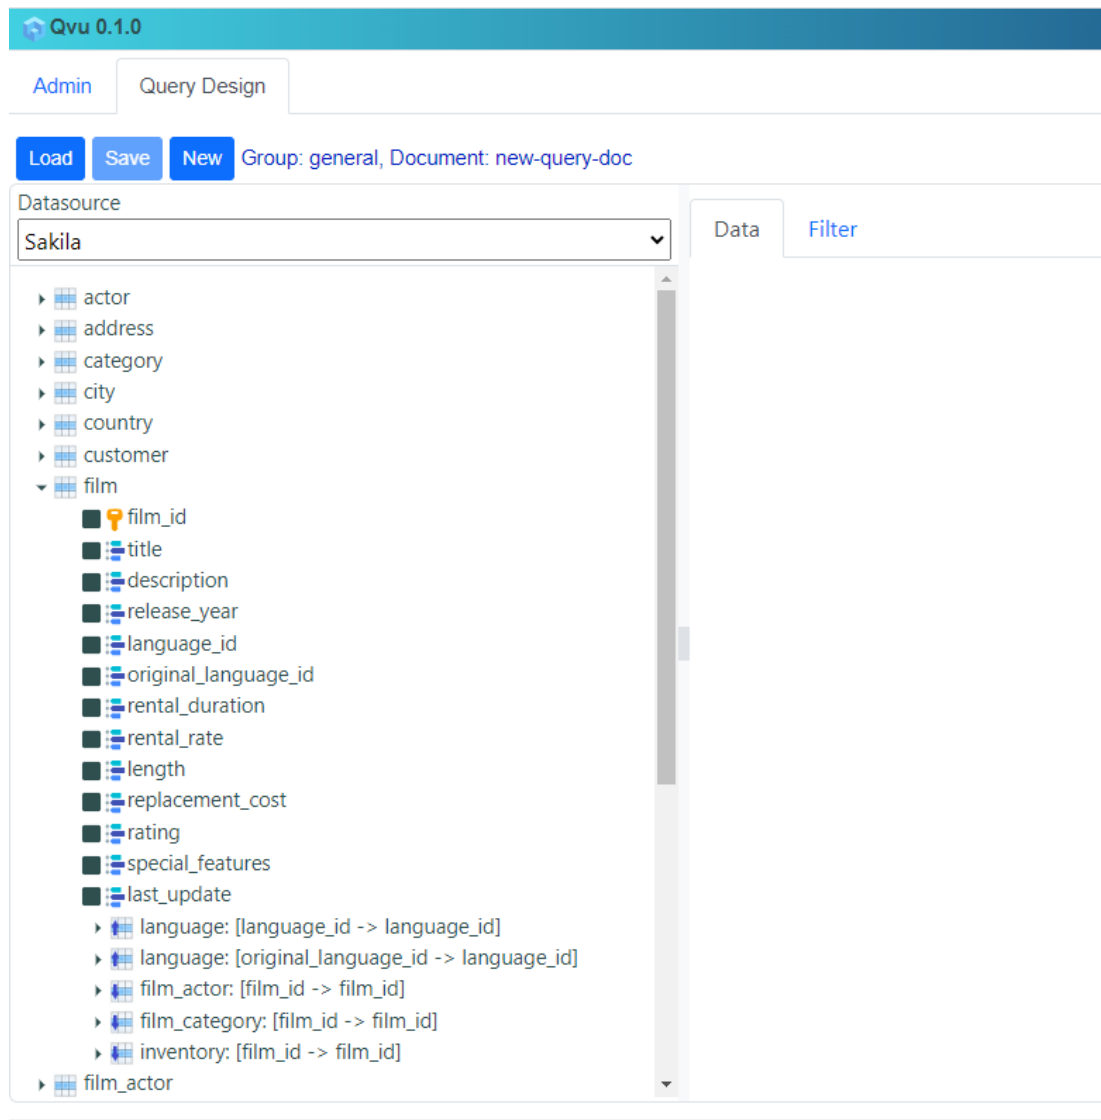 Qvu 0.1.0
Admin Query Design
Load Save New Group: general, Document: new-query-doc
Datasource
Sakila
Data Filter
actor
address
category
city
country
customer
film
film_id
title
description
release_year
language_id
original_language_id
rental_duration
rental_rate
length
replacement_cost
rating
special_features
last_update
language: [language_id -> language_id]
language: [original_language_id -> language_id]
film_actor: [film_id -> film_id]
film_category: [film_id -> film_id]
inventory: [film_id -> film_id]
film_actor